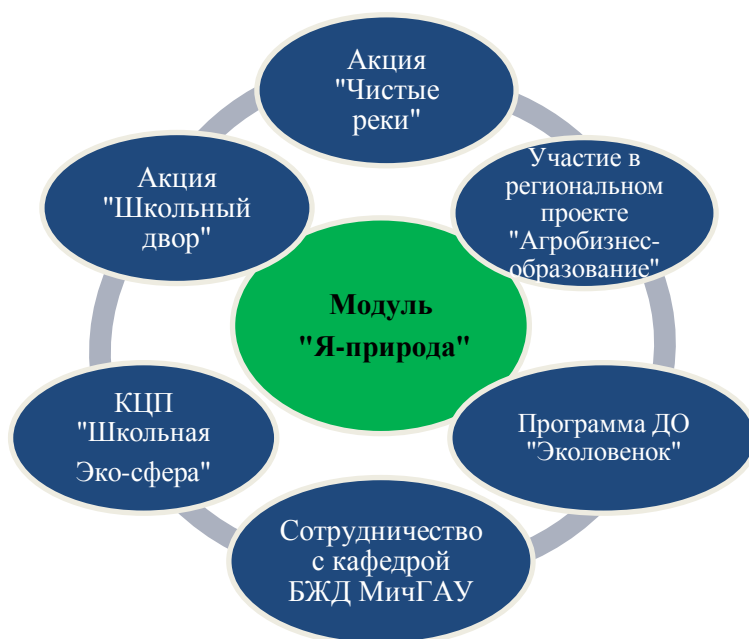 Акция
"Чистые
реки"
Участие в
региональном
проекте
"Агробизнес-
образование"
Акция
"Школьный
двор"
Модуль
"Я-природа"
КЦП
"Школьная
Эко-сфера"
Программа ДО
"Эколовенок"
Сотрудничество
с кафедрой
БЖД МичГАУ